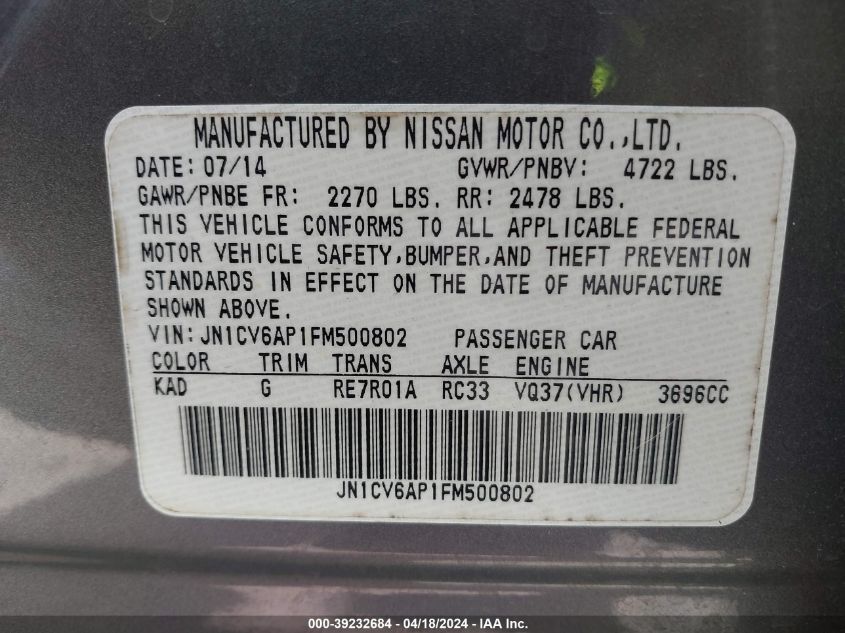 MANUFACTURED BY NISSAN MOTOR CO.,LTD.
DATE: 07/14 GVWR/PNBV: 4722 LBS.
GAWR/PNBE FR: 2270 LBS. RR: 2478 LBS.
THIS VEHICLE CONFORMS TO ALL APPLICABLE FEDERAL
MOTOR VEHICLE SAFETY,BUMPER,AND THEFT PREVENTION
STANDARDS IN EFFECT ON THE DATE OF MANUFACTURE
SHOWN ABOVE.
VIN: JN1CV6AP1FM500802 PASSENGER CAR
COLOR TRIM TRANS AXLE ENGINE
KAD G RE7R01A RC33 VQ37(VHR) 3696CC
JN1CV6AP1FM500802
000-39232684 - 04/18/2024 - IAA Inc.